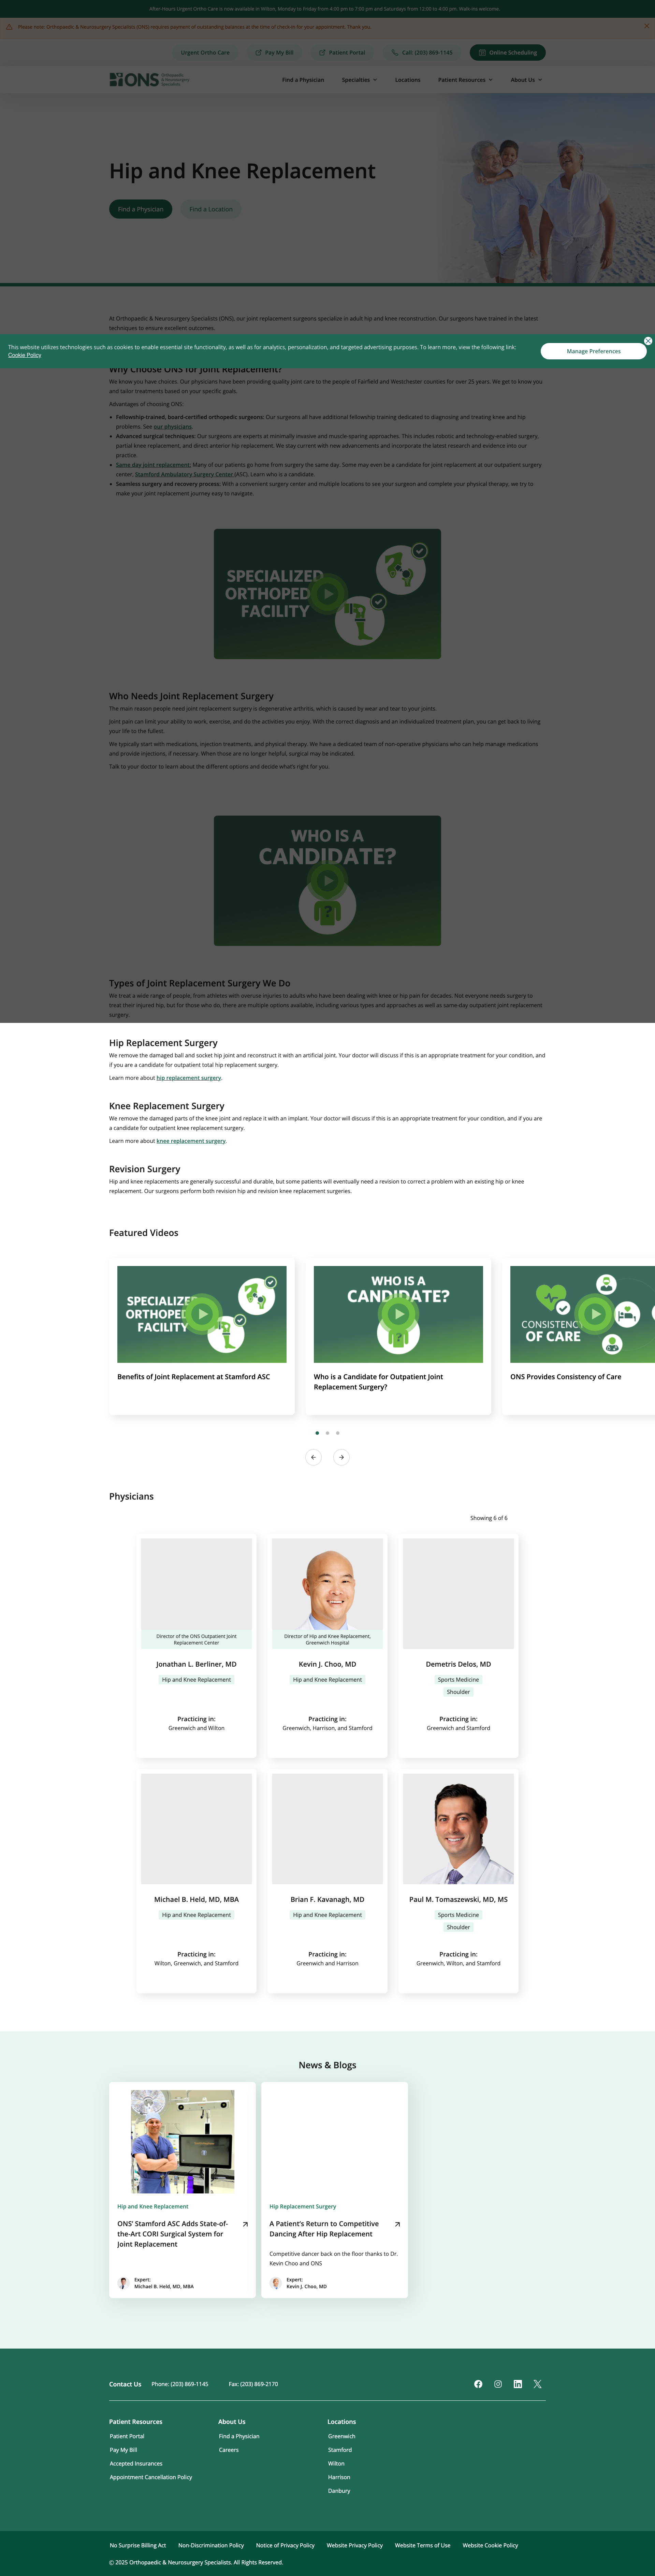 After-Hours Urgent Ortho Care is now available in Wilton, Monday to Friday from 4:00 pm to 7:00 pm and Saturdays from 12:00 to 4:00 pm. Walk-ins welcome.
Please note: Orthopaedic & Neurosurgery Specialists (ONS) requires payment of outstanding balances at the time of check-in for your appointment. Thank you.
Urgent Ortho Care
Pay My Bill
Patient Portal
Call: (203) 869-1145
Online Scheduling
ONS Orthopaedic & Neurosurgery Specialists
Find a Physician
Specialties
Locations
Patient Resources
About Us
Hip and Knee Replacement
Find a Physician
Find a Location
At Orthopaedic & Neurosurgery Specialists (ONS), our joint replacement surgeons specialize in adult hip and knee reconstruction. Our surgeons have trained in the latest
techniques to ensure excellent outcomes.
This website utilizes technologies such as cookies to enable essential site functionality, as well as for analytics, personalization, and targeted advertising purposes. To learn more, view the following link:
Cookie Policy
Manage Preferences
Why Choose ONS for Joint Replacement of your specific goals?
We know you have choices. Our physicians have been providing quality joint care to the people of Fairfield and Westchester counties for over 25 years. We get to know you
and tailor treatments based on your specific goals.
Advantages of choosing ONS:
Fellowship-trained, board-certified orthopedic surgeons: Our surgeons all have additional fellowship training dedicated to diagnosing and treating knee and hip
problems. See our physicians.
Advanced surgical techniques: Our surgeons are experts at minimally invasive and muscle-sparing approaches. This includes robotic and technology-enabled surgery,
partial knee replacement. and direct anterior hip replacement. We stay current with new advancements and incorporate the latest research and evidence into our
practice.
Same day joint replacement: Many of our patients go home from surgery the same day. Some may even be a candidate for joint replacement at our outpatient surgery
center, Stamford Ambulatory Surgery Center (ASC). Learn who is a candidate.
Seamless surgery and recovery process: With a convenient surgery center and multiple locations to see your surgeon and complete your physical therapy, we try to
make your joint replacement journey easy to navigate.
SPECIALIZED
ORTHOPED
FACILITY
Who Needs Joint Replacement Surgery
The main reason people need joint replacement surgery is degenerative arthritis, which is caused by wear and tear to your joints.
Joint pain can limit your ability to work, exercise, and do the activities you enjoy. With the correct diagnosis and an individualized treatment plan, you can get back to living
your life to the fullest.
We typically start with medications, injection treatments, and physical therapy. We have a dedicated team of non-operative physicians who can help manage medications
and provide injections, if necessary. When those are no longer helpful, surgical may be indicated.
Talk to your doctor to learn about the different options and decide what's right for you.
WHO IS A
CANDIDATE?
Types of Joint Replacement Surgery We Do
We treat a wide range of people, from athletes with overuse injuries to adults who have been dealing with knee or hip pain for decades. Not everyone needs surgery to
treat their injured hip, but for those who do, there are multiple options available, including various types and approaches as well as same-day outpatient joint replacement
surgery.
Hip Replacement Surgery
We remove the damaged ball and socket hip joint and reconstruct it with an artificial joint. Your doctor will discuss if this is an appropriate treatment for your condition, and
if you are a candidate for outpatient total hip replacement surgery.
Learn more about hip replacement surgery.
Knee Replacement Surgery
We remove the damaged parts of the knee joint and replace it with an implant. Your doctor will discuss if this is an appropriate treatment for your condition, and if you are
a candidate for outpatient knee replacement surgery.
Learn more about knee replacement surgery.
Revision Surgery
Hip and knee replacements are generally successful and durable, but some patients will eventually need a revision to correct a problem with an existing hip or knee
replacement. Our surgeons perform both revision hip and revision knee replacement surgeries.
Featured Videos
SPECIALIZED
ORTHOPED
FACILITY
Benefits of Joint Replacement at Stamford ASC
WHO IS A
CANDIDATE?
Who is a Candidate for Outpatient Joint
Replacement Surgery?
CONSISTENCY
OF CARE
ONS Provides Consistency of Care
Physicians
Showing 6 of 6
Director of the ONS Outpatient Joint
Replacement Center
Jonathan L. Berliner, MD
Hip and Knee Replacement
Practicing in:
Greenwich and Wilton
Director of Hip and Knee Replacement,
Greenwich Hospital
Kevin J. Choo, MD
Hip and Knee Replacement
Practicing in:
Greenwich, Harrison, and Stamford
Demetris Delos, MD
Sports Medicine
Shoulder
Practicing in:
Greenwich and Stamford
Michael B. Held, MD, MBA
Hip and Knee Replacement
Practicing in:
Wilton, Greenwich, and Stamford
Brian F. Kavanagh, MD
Hip and Knee Replacement
Practicing in:
Greenwich and Harrison
Paul M. Tomaszewski, MD, MS
Sports Medicine
Shoulder
Practicing in:
Greenwich, Wilton, and Stamford
News & Blogs
Hip and Knee Replacement
ONS' Stamford ASC Adds State-of-
the-Art CORI Surgical System for
Joint Replacement
Expert:
Michael B. Held, MD, MBA
Hip Replacement Surgery
A Patient's Return to Competitive
Dancing After Hip Replacement
Competitive dancer back on the floor thanks to Dr.
Kevin Choo and ONS
Expert:
Kevin J. Choo, MD
Contact Us
Phone: (203) 869-1145
Fax: (203) 869-2170
Patient Resources
Patient Portal
Pay My Bill
Accepted Insurances
Appointment Cancellation Policy
About Us
Find a Physician
Careers
Locations
Greenwich
Stamford
Wilton
Harrison
Danbury
No Surprise Billing Act
Non-Discrimination Policy
Notice of Privacy Policy
Website Privacy Policy
Website Terms of Use
Website Cookie Policy
© 2025 Orthopaedic & Neurosurgery Specialists. All Rights Reserved.